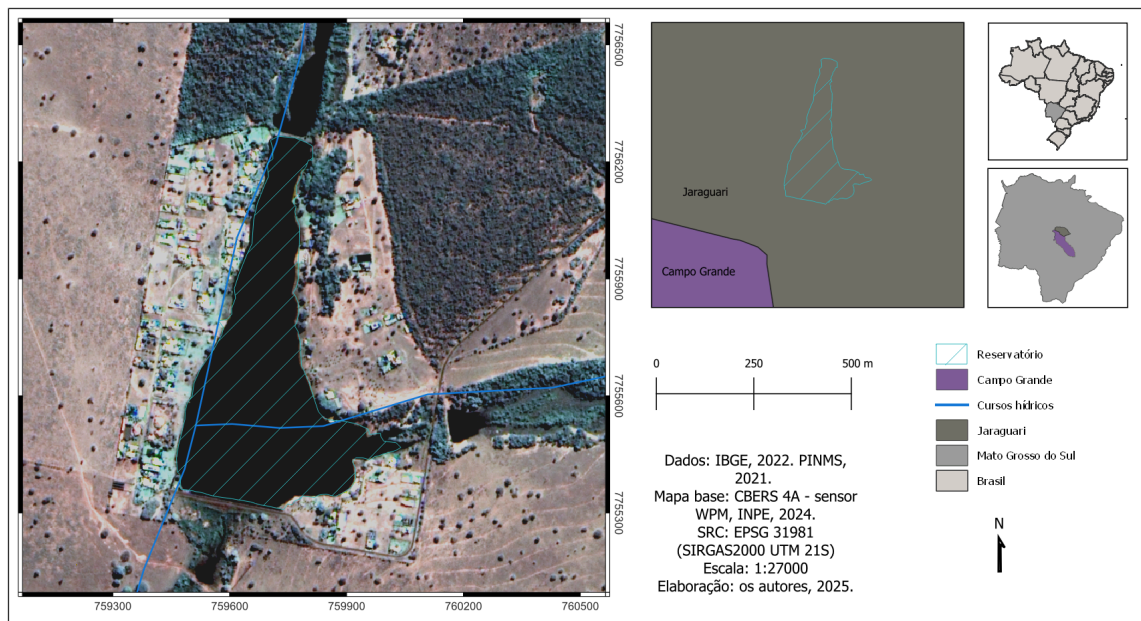 7756500
7756200
7755900
7755600
7755300
759300
759600
759900
760200
760500
Jaraguari
Campo Grande
0
250
500 m
Reservatório
Campo Grande
Cursos hídricos
Jaraguari
Mato Grosso do Sul
Brasil
Dados: IBGE, 2022. PINMS,
2021.
Mapa base: CBERS 4A - sensor
WPM, INPE, 2024.
SRC: EPSG 31981
(SIRGAS2000 UTM 21S)
Escala: 1:27000
Elaboração: os autores, 2025.
N